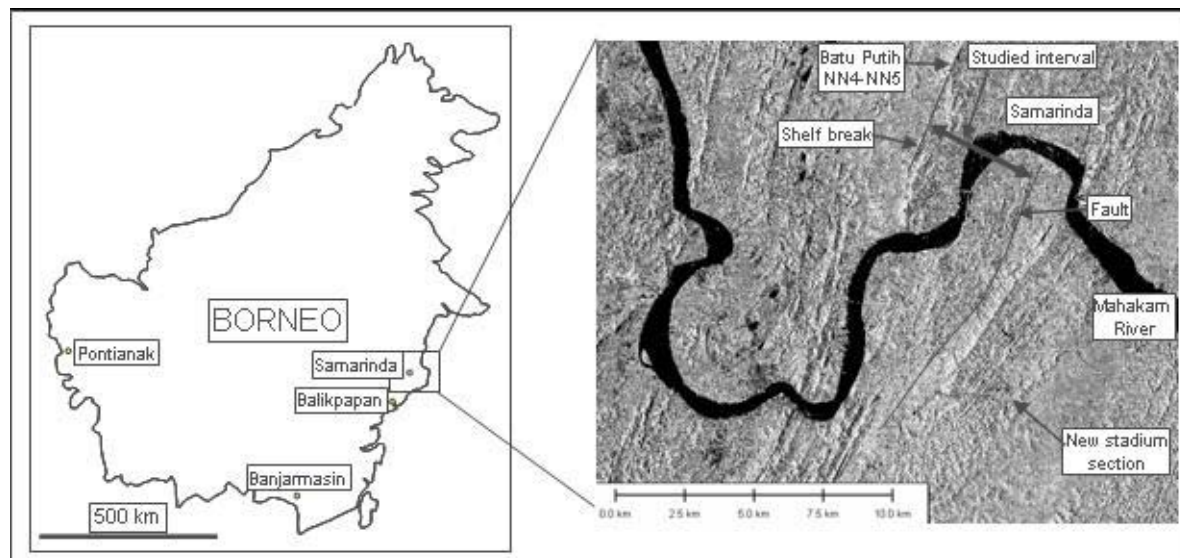 BORNEO
Pontianak
Samarinda
Balikpapan
Banjarmasin
500 km
Batu Putih
NN4-NN5
Studied interval
Samarinda
Shelf break
Fault
Mahakam
River
New stadium
section
0.0 km 2.5 km 5.0 km 7.5 km 10.0 km